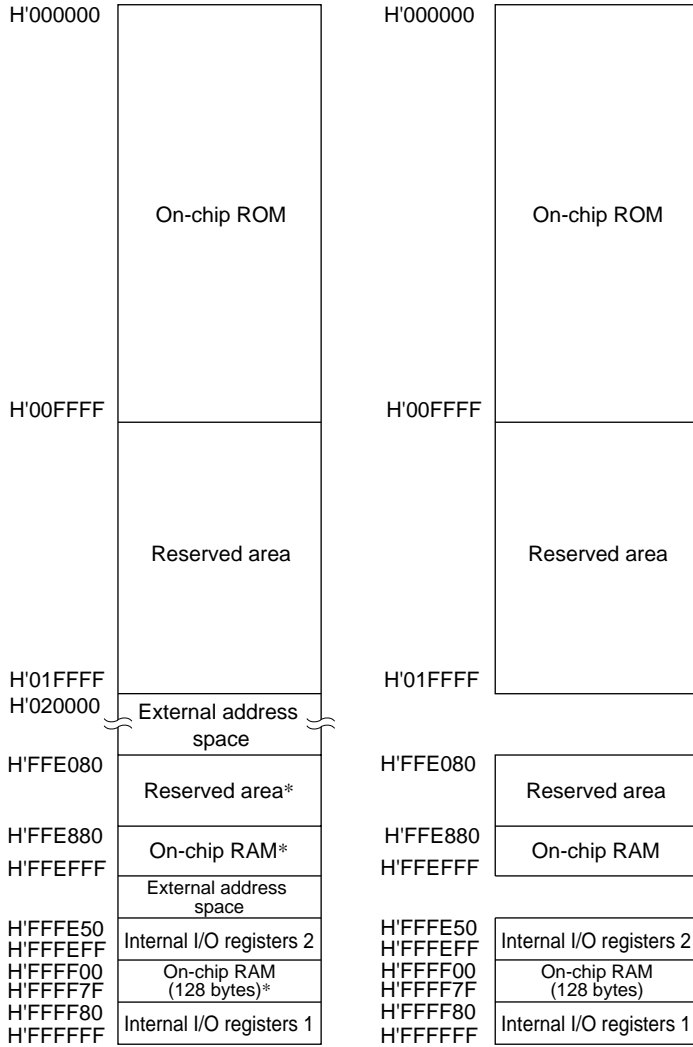 H'000000
On-chip ROM
H'00FFFF
Reserved area
H'01FFFF
H'020000
External address
space
H'FFE080
Reserved area*
H'FFE880
On-chip RAM*
H'FFEFFF
External address
space
H'FFFE50
Internal I/O registers 2
H'FFFEFF
H'FFFF00
On-chip RAM
(128 bytes)*
H'FFFF7F
H'FFFF80
Internal I/O registers 1
H'FFFFFF
H'000000
On-chip ROM
H'00FFFF
Reserved area
H'01FFFF
H'FFE080
Reserved area
H'FFE880
On-chip RAM
H'FFEFFF
H'FFFE50
Internal I/O registers 2
H'FFFEFF
H'FFFF00
On-chip RAM
(128 bytes)
H'FFFF7F
H'FFFF80
Internal I/O registers 1
H'FFFFFF